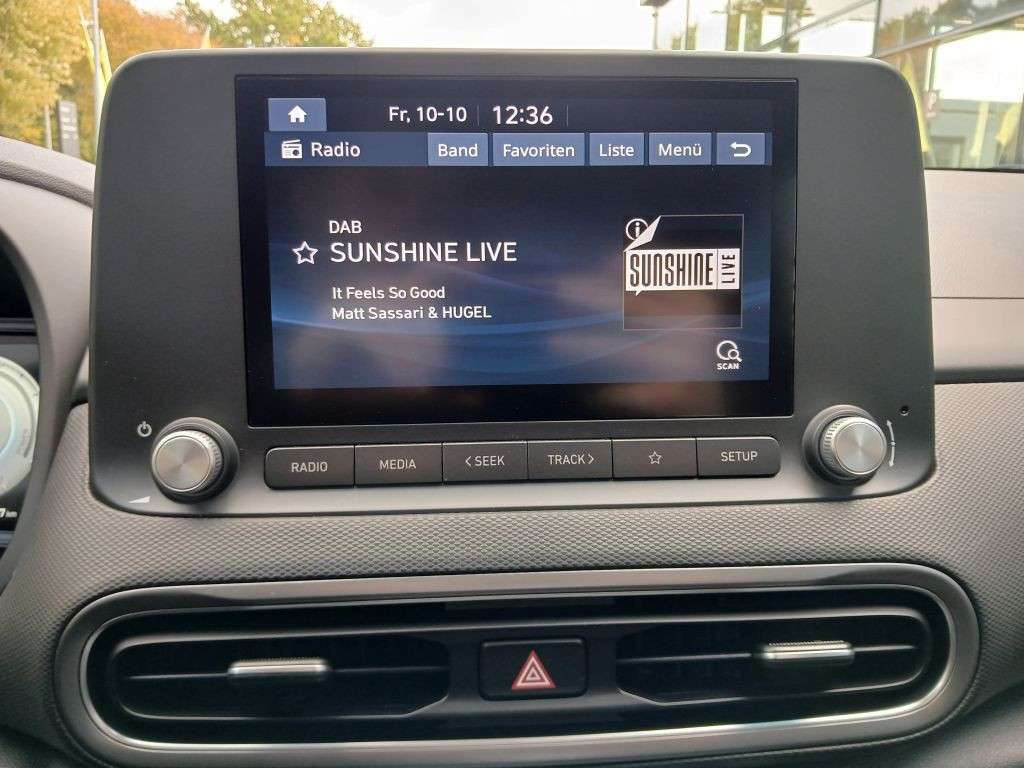 Fr, 10-10 12:36
Radio Band Favoriten Liste Menü
DAB
SUNSHINE LIVE
It Feels So Good
Matt Sassari & HUGEL
SUNSHINE LIVE
SCAN
RADIO MEDIA < SEEK TRACK > SETUP